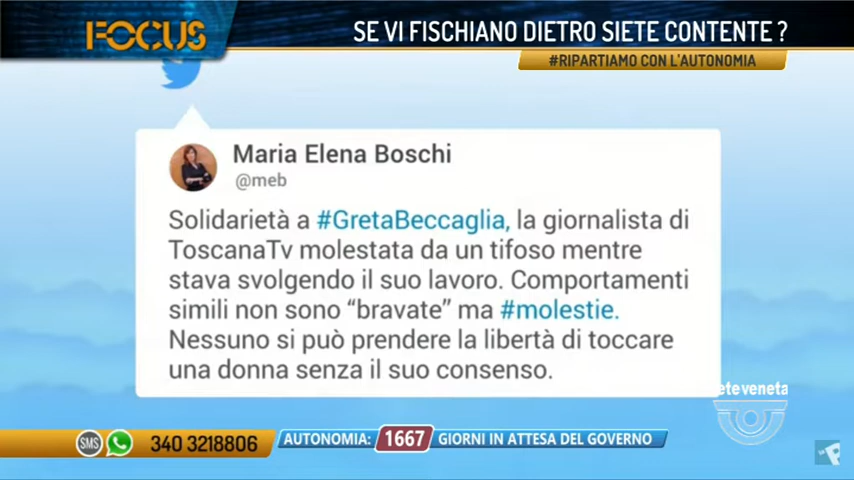 FOCUS
SE VI FISCHIANO DIETRO SIETE CONTENTE ?
#RIPARTIAMO CON L'AUTONOMIA
Maria Elena Boschi
@meb
Solidarietà a #GretaBeccaglia, la giornalista di
ToscanaTv molestata da un tifoso mentre
stava svolgendo il suo lavoro. Comportamenti
simili non sono “bravate” ma #molestie.
Nessuno si può prendere la libertà di toccare
una donna senza il suo consenso.
eteveneta
SMS 340 3218806
AUTONOMIA: 1667 GIORNI IN ATTESA DEL GOVERNO